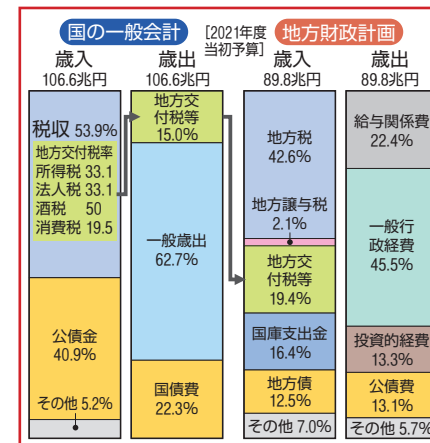 国の一般会計
[2021年度
当初予算]
地方財政計画
歳入
106.6兆円
税収 53.9%
地方交付税率
所得税 33.1
法人税 33.1
酒税 50
消費税 19.5
公債金
40.9%
その他 5.2%
歳出
106.6兆円
地方交
付税等
15.0%
一般歳出
62.7%
国債費
22.3%
歳入
89.8兆円
地方税
42.6%
地方譲与税
2.1%
地方交
付税等
19.4%
国庫支出金
16.4%
地方債
12.5%
その他 7.0%
歳出
89.8兆円
給与関係費
22.4%
一般行
政経費
45.5%
投資的経費
13.3%
公債費
13.1%
その他 5.7%